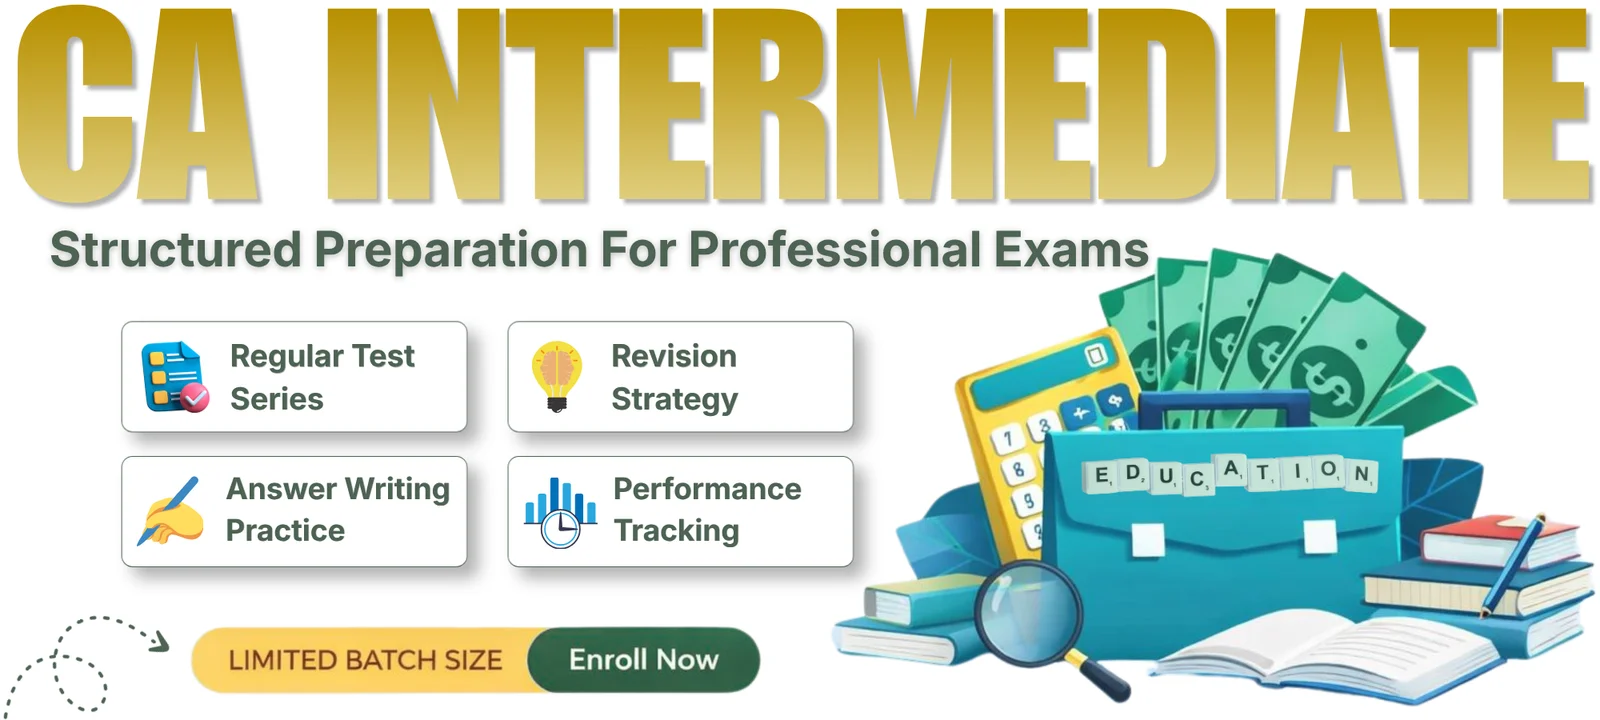 CA INTERMEDIATE
Structured Preparation For Professional Exams
Regular Test
Series
Revision
Strategy
Answer Writing
Practice
Performance
Tracking
LIMITED BATCH SIZE
Enroll Now
EDUCATION